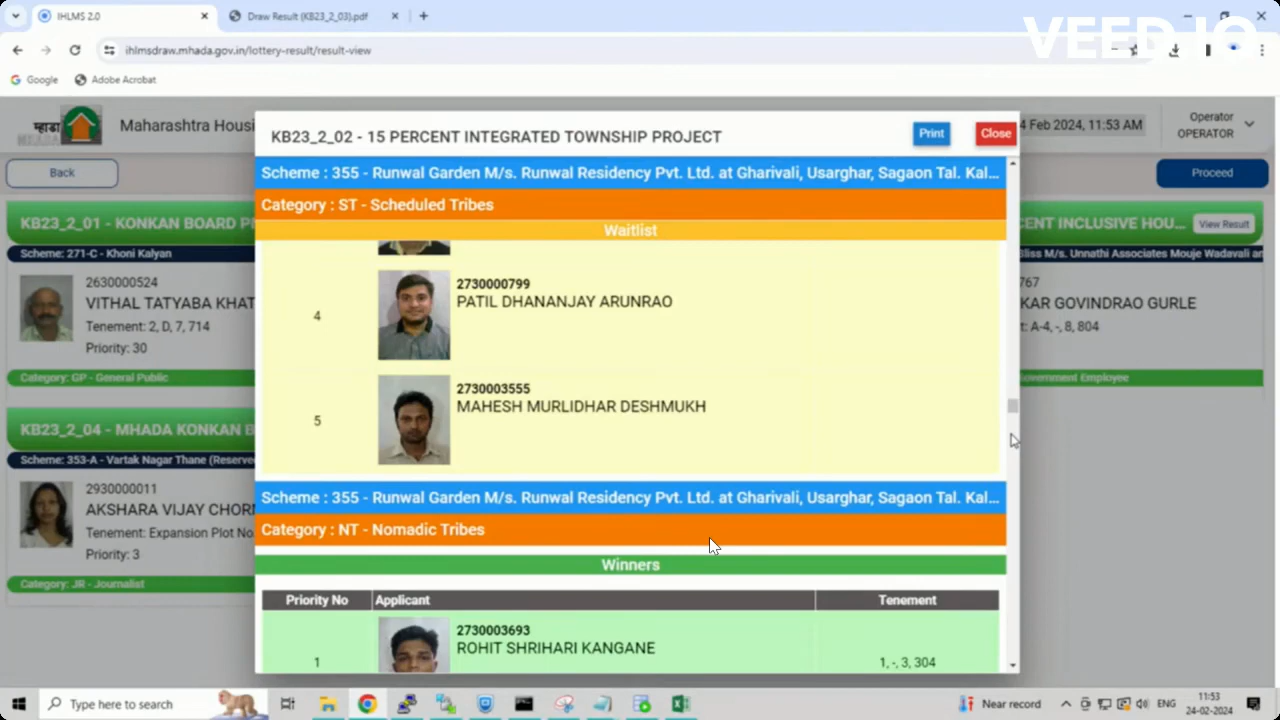 IHLMS 2.0
Draw Result (KB23_2_03).pdf
VEED.IO
ihlmsdraw.mhada.gov.in/lottery-result/result-view
Google
Adobe Acrobat
म्हाडा
MHADA
Maharashtra Housi
4 Feb 2024, 11:53 AM
Operator
OPERATOR
Back
Proceed
KB23_2_02 - 15 PERCENT INTEGRATED TOWNSHIP PROJECT
Print
Close
Scheme : 355 - Runwal Garden M/s. Runwal Residency Pvt. Ltd. at Gharivali, Usarghar, Sagaon Tal. Kal...
Category : ST - Scheduled Tribes
Waitlist
4
2730000799
PATIL DHANANJAY ARUNRAO
5
2730003555
MAHESH MURLIDHAR DESHMUKH
Scheme : 355 - Runwal Garden M/s. Runwal Residency Pvt. Ltd. at Gharivali, Usarghar, Sagaon Tal. Kal...
Category : NT - Nomadic Tribes
Winners
Priority No
Applicant
Tenement
1
2730003693
ROHIT SHRIHARI KANGANE
1, -, 3, 304
KB23_2_01 - KONKAN BOARD P
Scheme: 271-C - Khoni Kalyan
2630000524
VITHAL TATYABA KHAT
Tenement: 2, D, 7, 714
Priority: 30
Category: GP - General Public
CENT INCLUSIVE HOU...
View Result
Bliss M/s. Unnathi Associates Mouje Wadavali an
767
KAR GOVINDRAO GURLE
t: A-4, -, 8, 804
Government Employee
KB23_2_04 - MHADA KONKAN B
Scheme: 353-A - Vartak Nagar Thane (Reserve
2930000011
AKSHARA VIJAY CHOR
Tenement: Expansion Plot No
Priority: 3
Category: JR - Journalist
Type here to search
Near record
ENG
11:53
24-02-2024